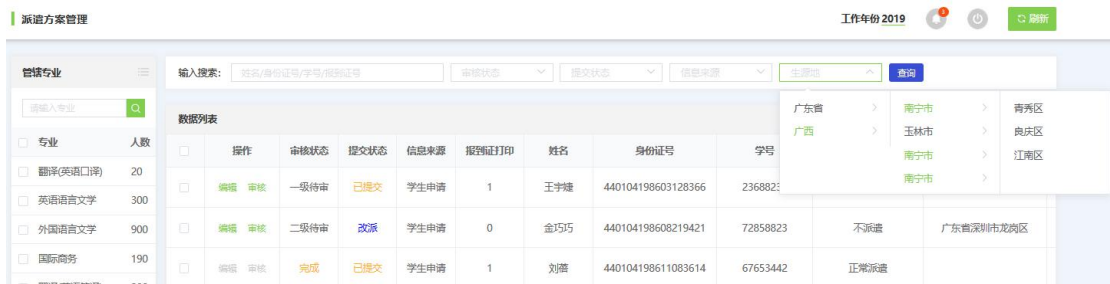 派遣方案管理
工作年份 2019
刷新
管辖专业
输入搜索： 姓名/身份证号/学号/报到证号 审核状态 提交状态 信息来源 生源地 查询
请输入专业
广东省 南宁市 青秀区
广西 玉林市 良庆区
南宁市 江南区
南宁市
数据列表
专业 人数
操作 审核状态 提交状态 信息来源 报到证打印 姓名 身份证号 学号
翻译(英语口译) 20
英语语言文学 300
外国语言文学 900
国际商务 190
编辑 审核 一级待审 已提交 学生申请 1 王宇婕 440104198603128366 2368823
编辑 审核 二级待审 改派 学生申请 0 金巧巧 440104198608219421 72858823 不派遣 广东省深圳市龙岗区
编辑 审核 完成 已提交 学生申请 1 刘蓓 440104198611083614 67653442 正常派遣